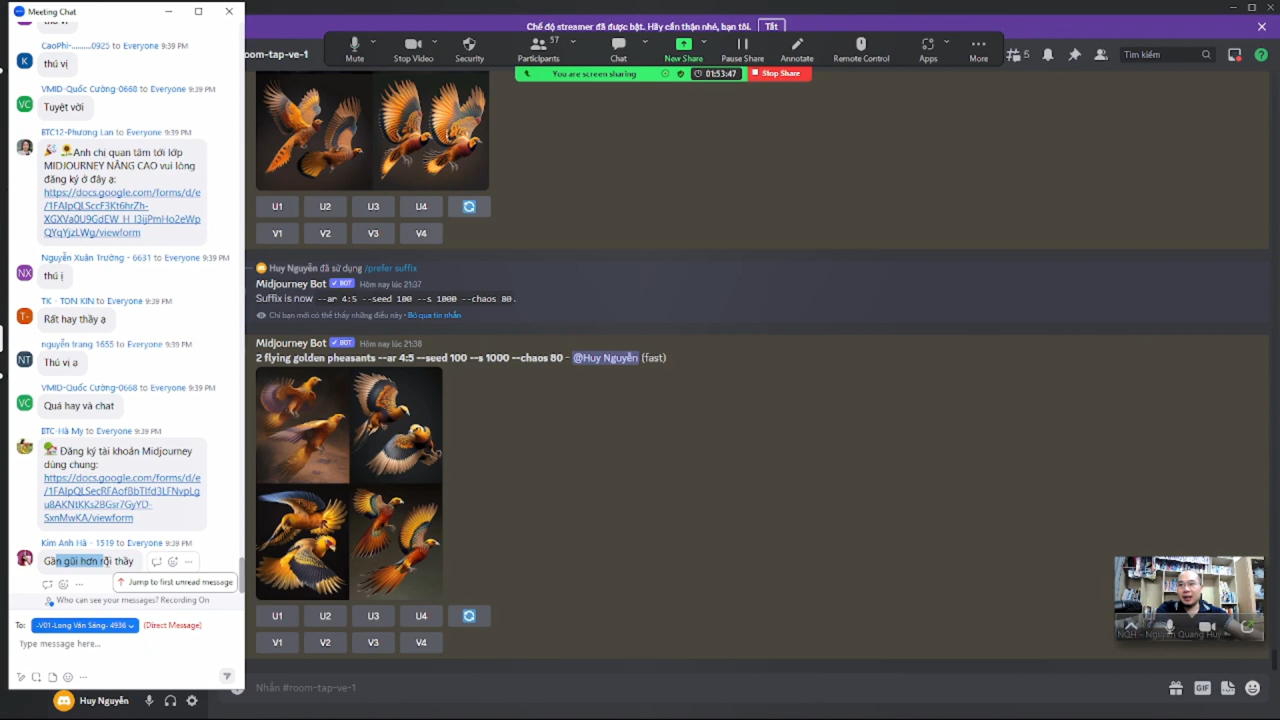 Meeting Chat
thú vị
CaoPhi-.........0925 to Everyone 9:39 PM
K
thú vị
VMID-Quốc Cường-0668 to Everyone 9:39 PM
VC
Tuyệt vời
BTC12-Phương Lan to Everyone 9:39 PM
🎉 🌻Anh chị quan tâm tới lớp
MIDJOURNEY NÂNG CAO vui lòng
đăng ký ở đây ạ:
https://docs.google.com/forms/d/e
Nguyễn Xuân Trường - 6631 to Everyone 9:39 PM
NX
thú ị
TK - TON KIN to Everyone 9:39 PM
T-
Rất hay thầy ạ
nguyễn trang 1655 to Everyone 9:39 PM
NT
Thú vị ạ
VMID-Quốc Cường-0668 to Everyone 9:39 PM
VC
Quá hay và chat
BTC-Hà My to Everyone 9:39 PM
🏡 Đăng ký tài khoản Midjourney
dùng chung:
https://docs.google.com/forms/d/e
SxnMwKA/viewform
Kim Anh Hà - 1519 to Everyone 9:39 PM
Gần gũi hơn rồi thầy
Jump to first unread message
Who can see your messages? Recording On
To: -V01-Long Văn Sáng- 4936 (Direct Message)
Type message here...
Huy Nguyễn
Chế độ streamer đã được bật. Hãy cẩn thận nhé, bạn tôi. Tắt
oom-tap-ve-1
57
Mute Stop Video Security Participants Chat New Share Pause Share Annotate Remote Control Apps More
5
Tìm kiếm
You are screen sharing 01:53:47 Stop Share
U1 U2 U3 U4
V1 V2 V3 V4
Huy Nguyễn đã sử dụng /prefer suffix
Midjourney Bot ✓ BOT Hôm nay lúc 21:37
Suffix is now --ar 4:5 --seed 100 --s 1000 --chaos 80.
Chỉ bạn mới có thể thấy những điều này • Bỏ qua tin nhắn
Midjourney Bot ✓ BOT Hôm nay lúc 21:38
2 flying golden pheasants --ar 4:5 --seed 100 --s 1000 --chaos 80 - @Huy Nguyễn (fast)
U1 U2 U3 U4
V1 V2 V3 V4
NQH - Nguyễn Quang Huy
Nhắn #room-tap-ve-1
GIF